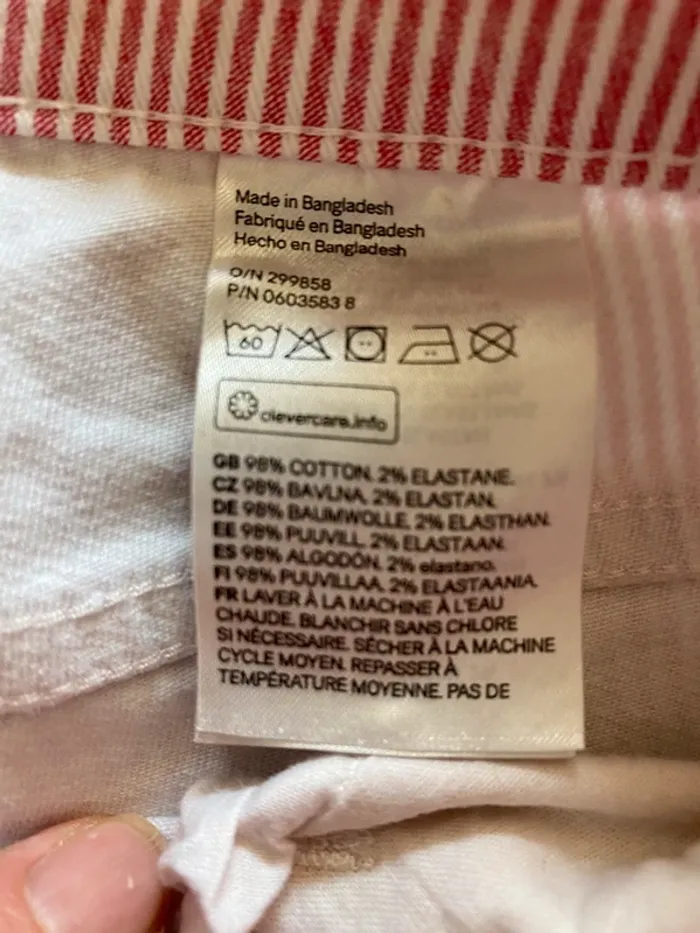 Made in Bangladesh
Fabriqué en Bangladesh
Hecho en Bangladesh
O/N 299858
P/N 0603583 8
60
clevercare.info
GB 98% COTTON, 2% ELASTANE.
CZ 98% BAVLNA, 2% ELASTAN.
DE 98% BAUMWOLLE, 2% ELASTHAN.
EE 98% PUUVILL, 2% ELASTAAN.
ES 98% ALGODÓN, 2% elastano.
FI 98% PUUVILLAA, 2% ELASTAANIA.
FR LAVER À LA MACHINE À L'EAU
CHAUDE. BLANCHIR SANS CHLORE
SI NÉCESSAIRE. SÉCHER À LA MACHINE
CYCLE MOYEN. REPASSER À
TEMPÉRATURE MOYENNE. PAS DE